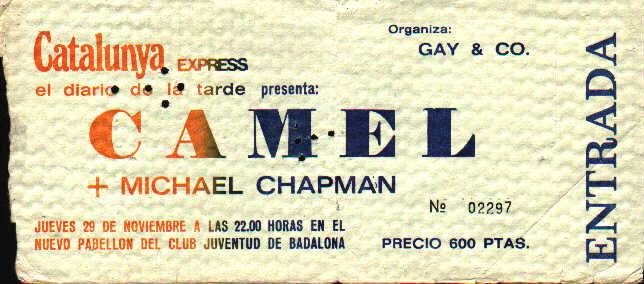 Catalunya EXPRESS
el diario de la tarde presenta:
Organiza:
GAY & CO.
CAMEL
+ MICHAEL CHAPMAN
Nº 02297
JUEVES 29 DE NOVIEMBRE A LAS 22.00 HORAS EN EL
NUEVO PABELLON DEL CLUB JUVENTUD DE BADALONA
PRECIO 600 PTAS.
ENTRADA